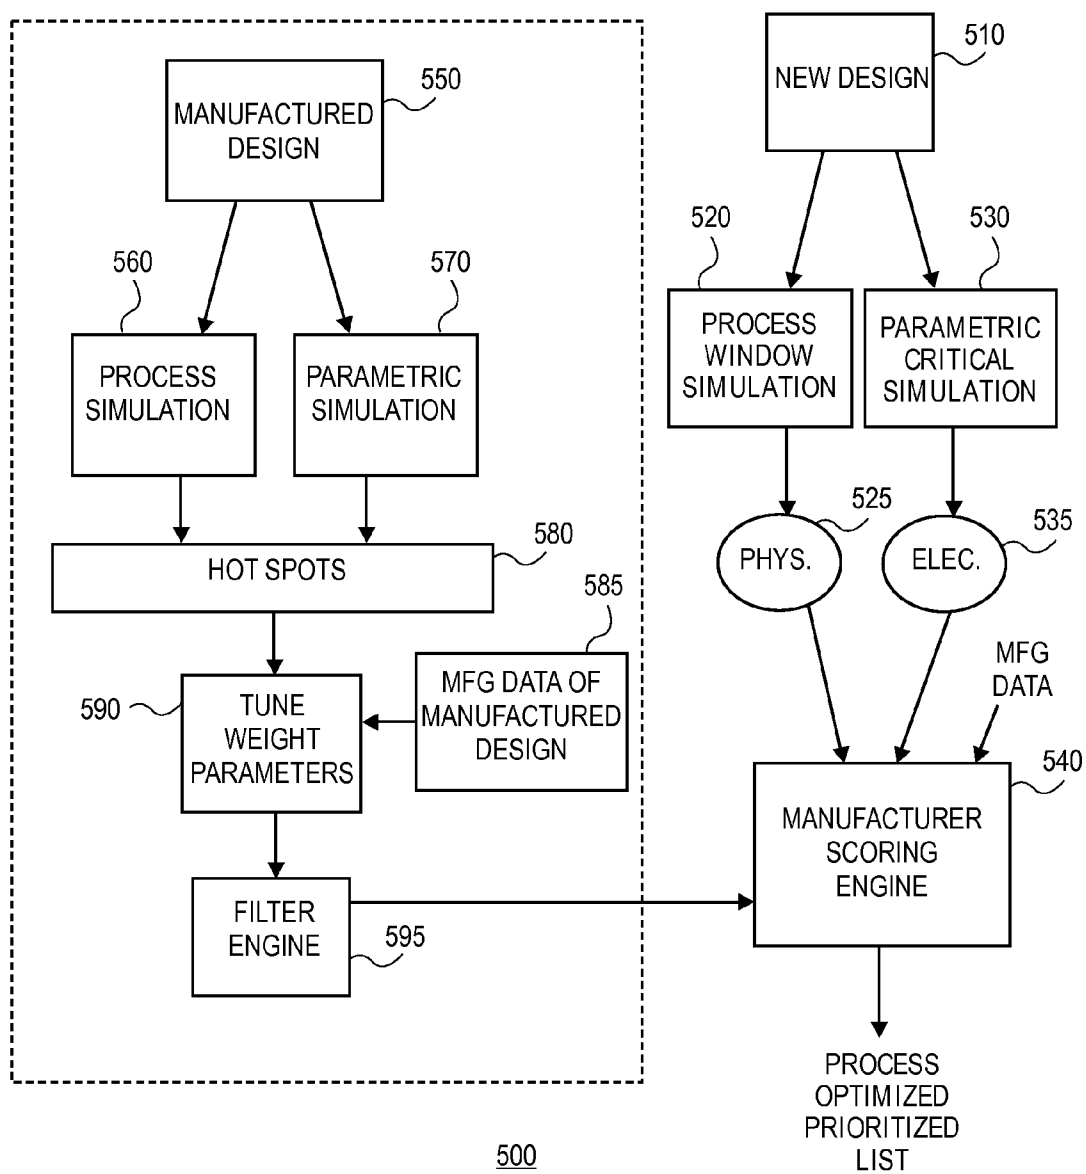 550
MANUFACTURED
DESIGN
560
570
PROCESS
SIMULATION
PARAMETRIC
SIMULATION
580
HOT SPOTS
585
590
TUNE
WEIGHT
PARAMETERS
MFG DATA OF
MANUFACTURED
DESIGN
FILTER
ENGINE
595
510
NEW DESIGN
520
530
PROCESS
WINDOW
SIMULATION
PARAMETRIC
CRITICAL
SIMULATION
525
535
PHYS.
ELEC.
MFG
DATA
540
MANUFACTURER
SCORING
ENGINE
PROCESS
OPTIMIZED
PRIORITIZED
LIST
500